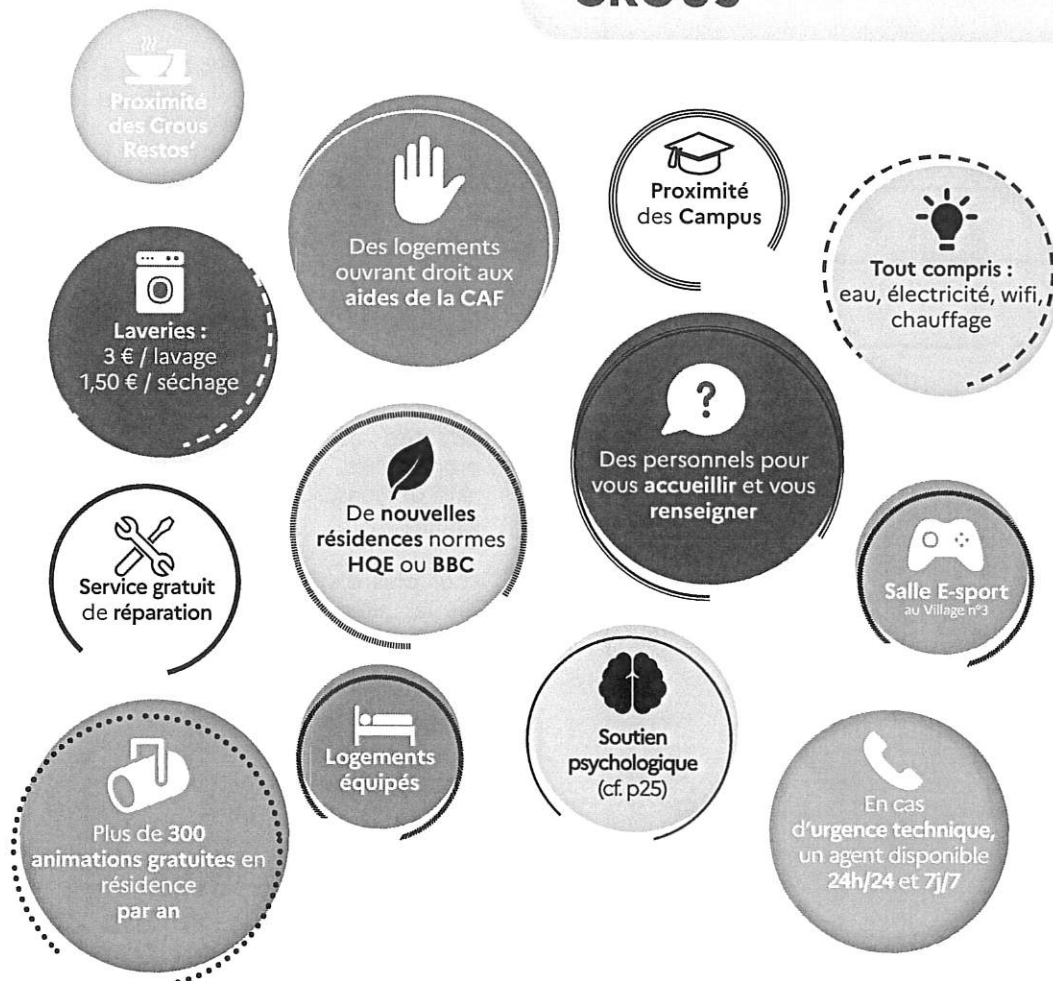 CROUS
Proximité
des Crous
Restos'
Des logements
ouvrant droit aux
aides de la CAF
Proximité
des Campus
Tout compris :
eau, électricité, wifi,
chauffage
Laveries :
3 € / lavage
1,50 € / séchage
De nouvelles
résidences normes
HQE ou BBC
?
Des personnels pour
vous accueillir et vous
renseigner
Service gratuit
de réparation
Salle E-sport
au Village n°3
Plus de 300
animations gratuites en
résidence
par an
Logements
équipés
Soutien
psychologique
(cf. p25)
En cas
d'urgence technique,
un agent disponible
24h/24 et 7j/7